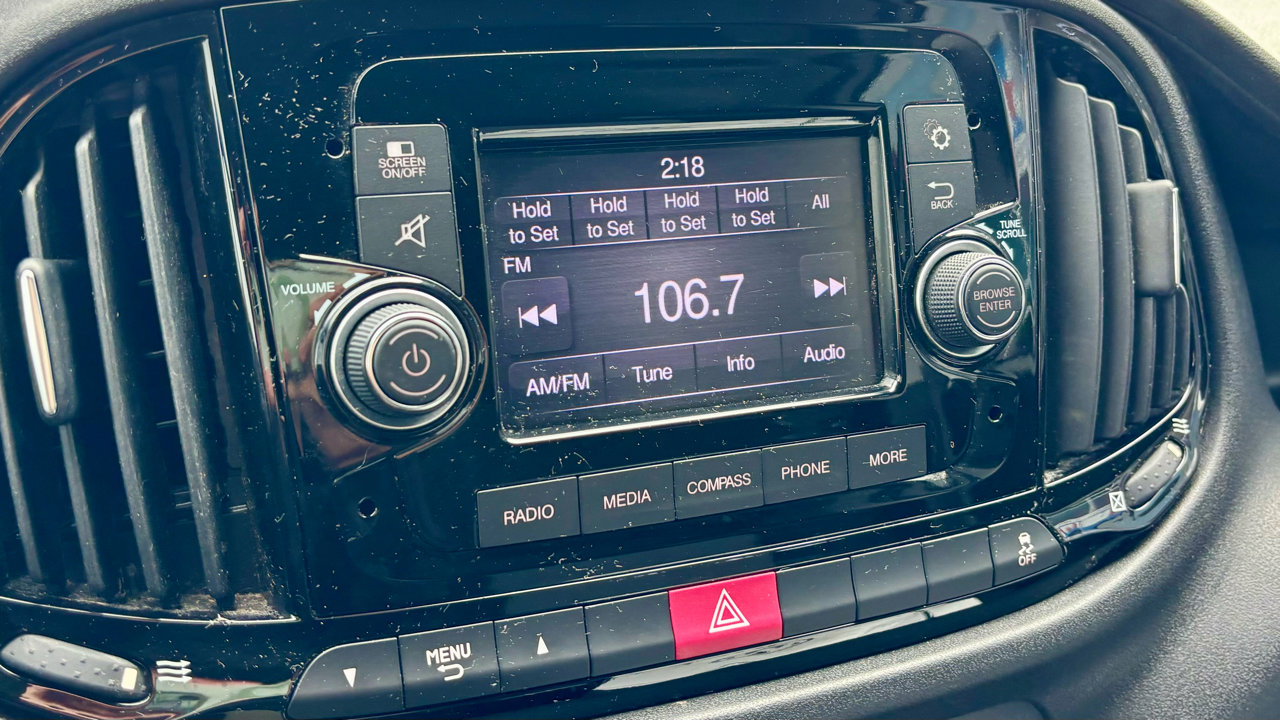 2:18
SCREEN
ON/OFF
Hold
to Set
Hold
to Set
Hold
to Set
Hold
to Set
All
BACK
TUNE
SCROLL
FM
VOLUME
106.7
BROWSE
ENTER
AM/FM
Tune
Info
Audio
RADIO
MEDIA
COMPASS
PHONE
MORE
OFF
MENU